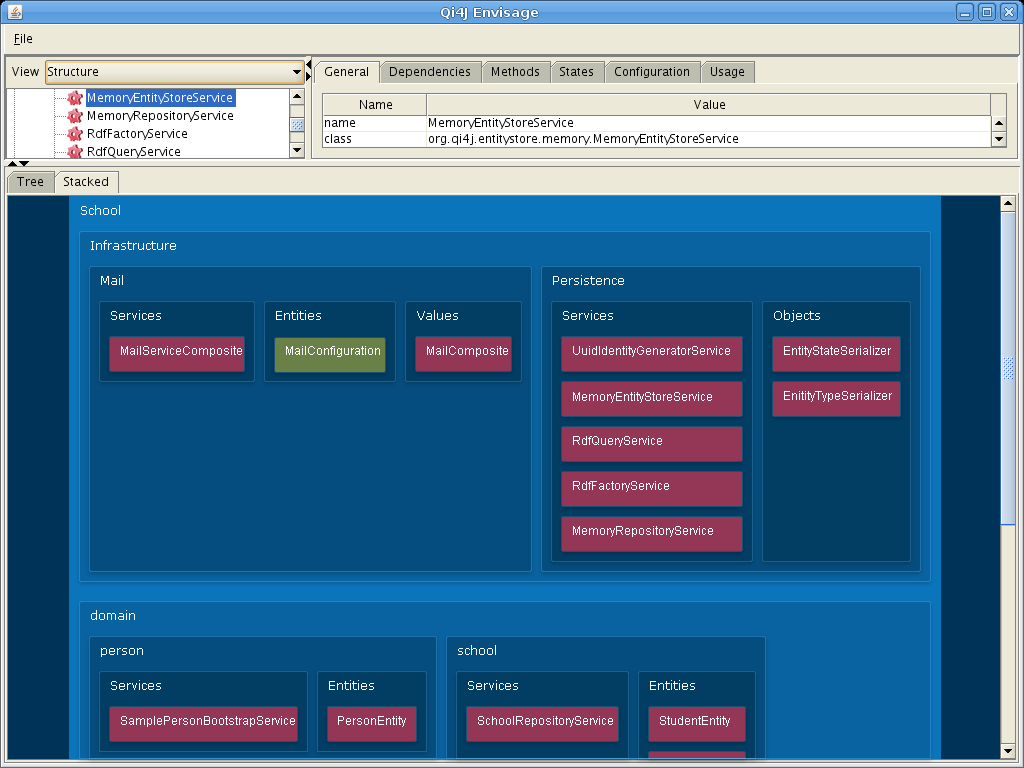 Qi4J Envisage
File
View Structure
General Dependencies Methods States Configuration Usage
MemoryEntityStoreService
MemoryRepositoryService
RdfFactoryService
RdfQueryService
Name Value
name MemoryEntityStoreService
class org.qi4j.entitystore.memory.MemoryEntityStoreService
Tree Stacked
School
Infrastructure
Mail
Services
MailServiceComposite
Entities
MailConfiguration
Values
MailComposite
Persistence
Services
UuidIdentityGeneratorService
MemoryEntityStoreService
RdfQueryService
RdfFactoryService
MemoryRepositoryService
Objects
EntityStateSerializer
EnitityTypeSerializer
domain
person
Services
SamplePersonBootstrapService
Entities
PersonEntity
school
Services
SchoolRepositoryService
Entities
StudentEntity